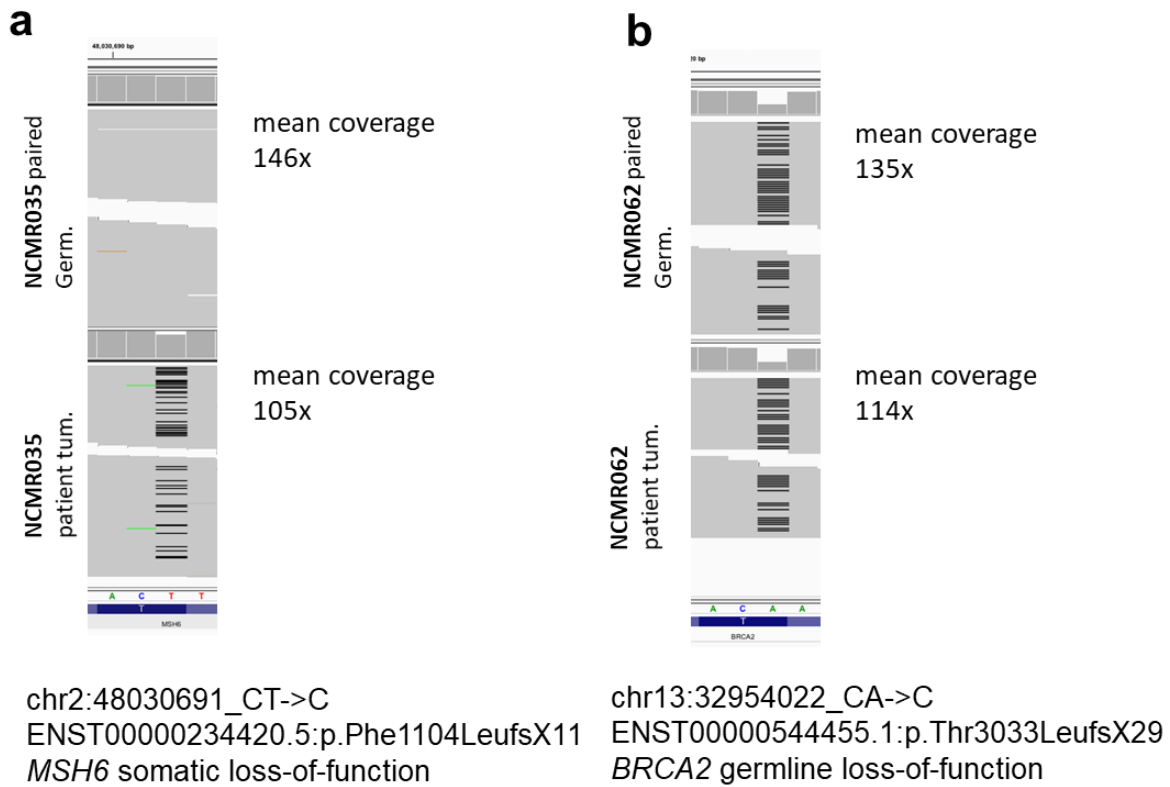 a
48,030,690 bp
NCMR035 paired
Germ.
mean coverage
146x
NCMR035
patient tum.
mean coverage
105x
A C T T
T
MSH6
chr2:48030691_CT->C
ENST00000234420.5:p.Phe1104LeufsX11
MSH6 somatic loss-of-function
b
20 bp
NCMR062 paired
Germ.
mean coverage
135x
NCMR062
patient tum.
mean coverage
114x
A C A A
T
BRCA2
chr13:32954022_CA->C
ENST00000544455.1:p.Thr3033LeufsX29
BRCA2 germline loss-of-function